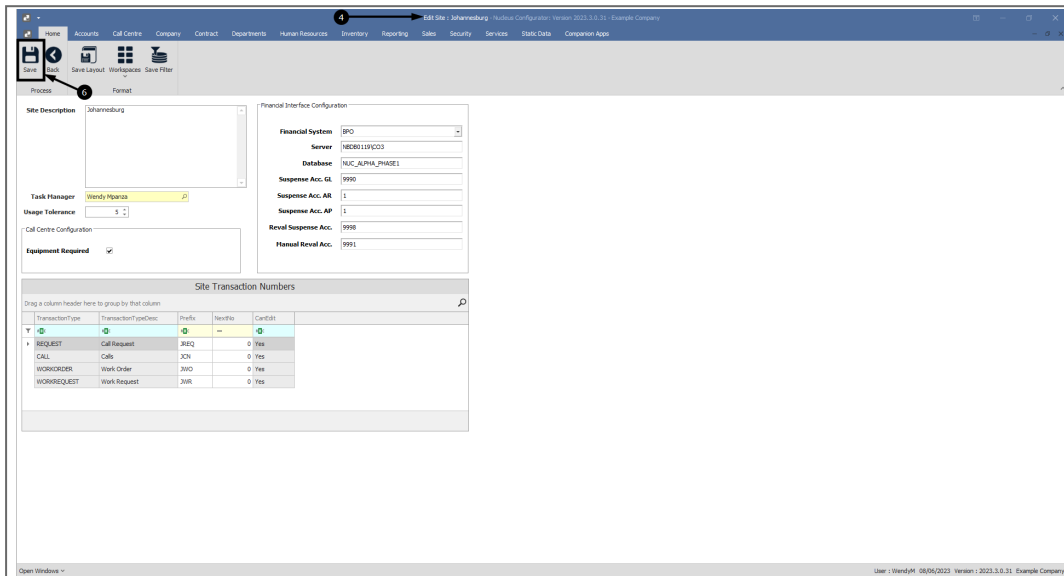 4
Edit Site : Johannesburg - Nucleus Configurator: Version 2023.3.0.31 - Example Company
Home Accounts Call Centre Company Contract Departments Human Resources Inventory Reporting Sales Security Services Static Data Companion Apps
Save Back Save Layout Workspaces Save Filter
6
Process Format
Site Description Johannesburg
Task Manager Wendy Mpanza
Usage Tolerance 5
Call Centre Configuration
Equipment Required
Financial Interface Configuration
Financial System BPO
Server NBDB0119\CO3
Database NUC_ALPHA_PHASE1
Suspense Acc. GL 9990
Suspense Acc. AR 1
Suspense Acc. AP 1
Reval Suspense Acc. 9998
Manual Reval Acc. 9991
Site Transaction Numbers
Drag a column header here to group by that column
TransactionType TransactionTypeDesc Prefix NextNo CanEdit
REQUEST Call Request JREQ 0 Yes
CALL Calls JCN 0 Yes
WORKORDER Work Order JWO 0 Yes
WORKREQUEST Work Request JWR 0 Yes
Open Windows
User : WendyM 08/06/2023 Version : 2023.3.0.31 Example Company